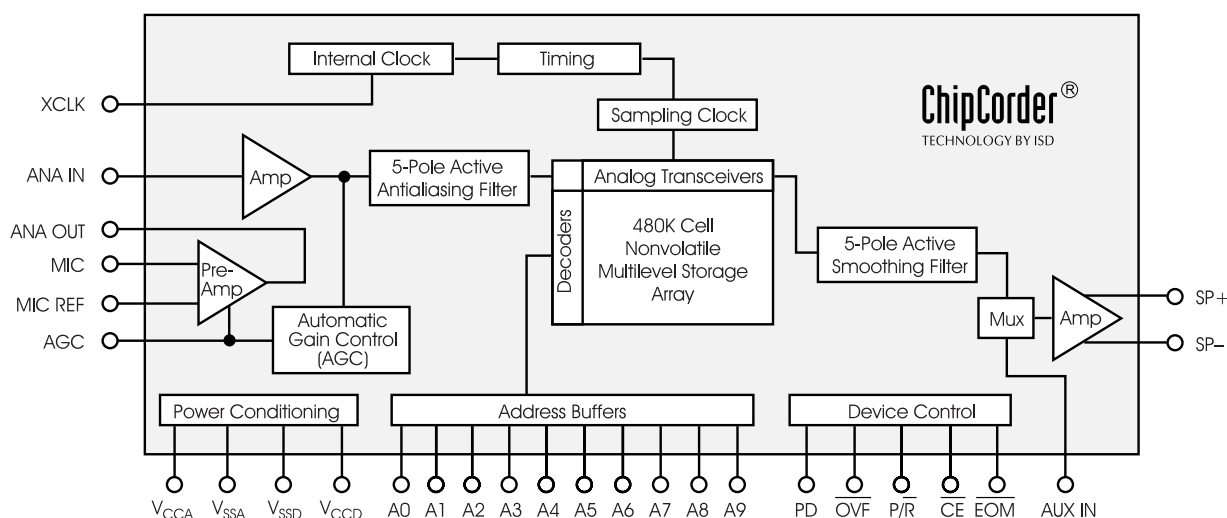 Internal Clock
Timing
XCLK
Sampling Clock
ChipCorder®
TECHNOLOGY BY ISD
ANA IN
Amp
5-Pole Active
Antialiasing Filter
Analog Transceivers
Decoders
480K Cell
Nonvolatile
Multilevel Storage
Array
ANA OUT
MIC
Pre-
Amp
MIC REF
AGC
Automatic
Gain Control
(AGC)
5-Pole Active
Smoothing Filter
Mux
Amp
SP+
SP–
Power Conditioning
Address Buffers
Device Control
VCCA VSSA VSSD VCCD A0 A1 A2 A3 A4 A5 A6 A7 A8 A9 PD O̅V̅F̅ P/R̅ C̅E̅ E̅O̅M̅ AUX IN